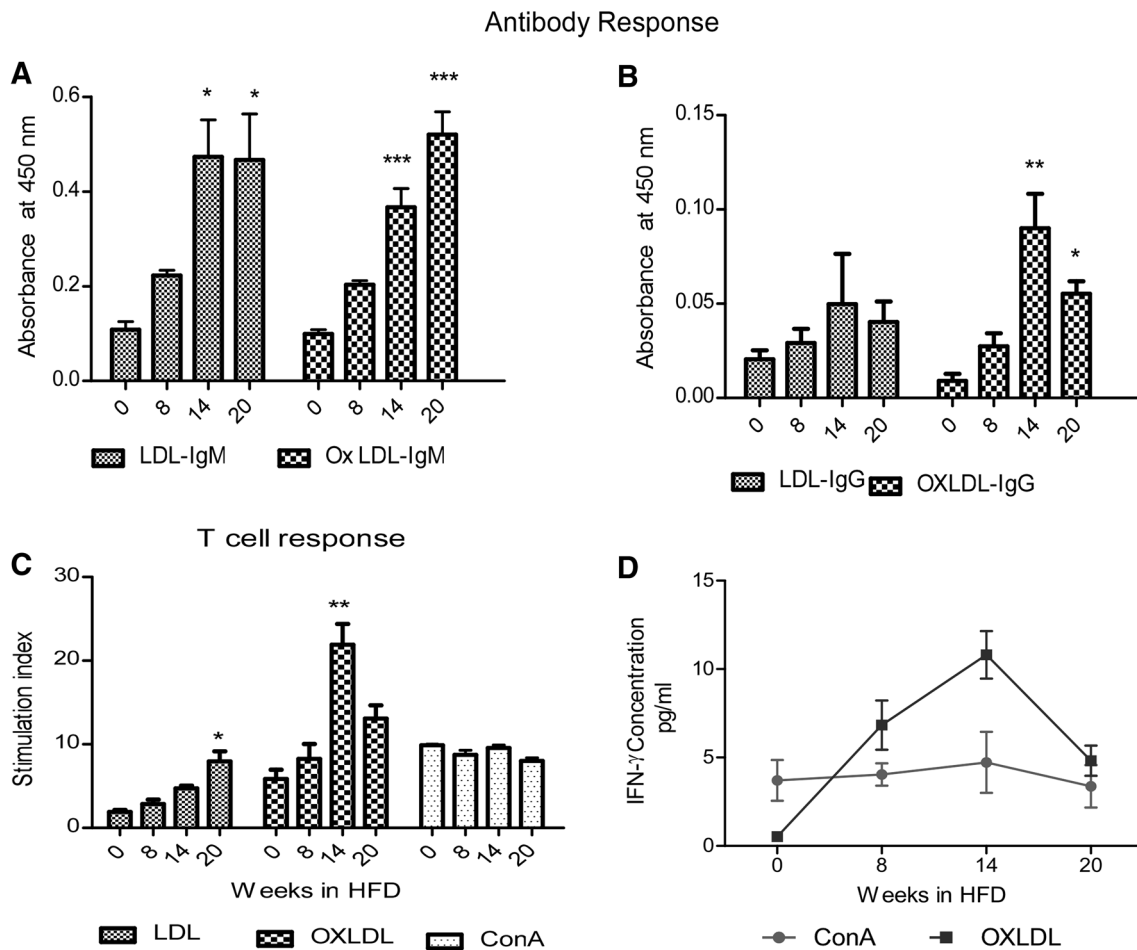 Antibody Response
A
Absorbance at 450 nm
0.6
0.4
0.2
0.0
* * *** ***
0 8 14 20 0 8 14 20
LDL-IgM Ox LDL-IgM
B
Absorbance at 450 nm
0.15
0.10
0.05
0.00
** *
0 8 14 20 0 8 14 20
LDL-IgG OXLDL-IgG
T cell response
C
Stimulation index
30
20
10
0
* **
0 8 14 20 0 8 14 20 0 8 14 20
Weeks in HFD
LDL OXLDL ConA
D
IFN-γConcentration
pg/ml
15
10
5
0
0 8 14 20
Weeks in HFD
ConA OXLDL